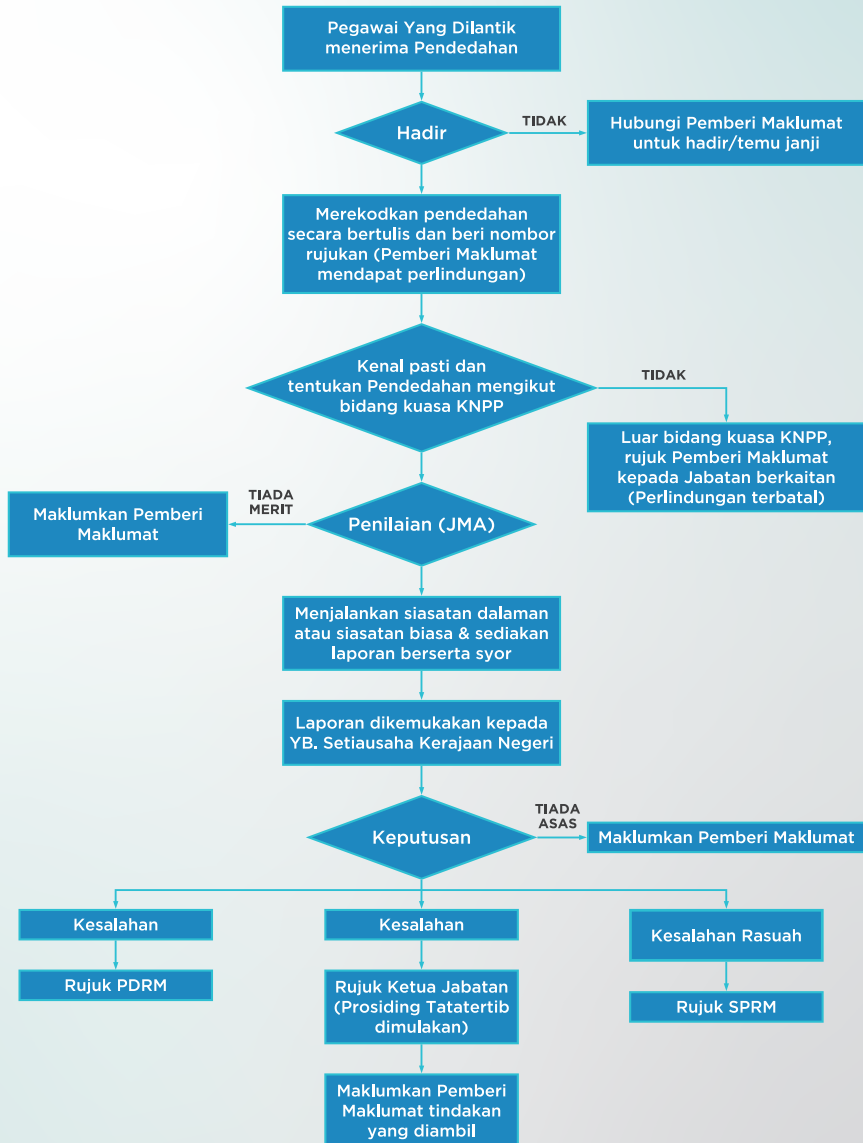 Pegawai Yang Dilantik
menerima Pendedahan
Hadir
TIDAK
Hubungi Pemberi Maklumat
untuk hadir/temu janji
Merekodkan pendedahan
secara bertulis dan beri nombor
rujukan (Pemberi Maklumat
mendapat perlindungan)
Kenal pasti dan
tentukan Pendedahan mengikut
bidang kuasa KNPP
TIDAK
Luar bidang kuasa KNPP,
rujuk Pemberi Maklumat
kepada Jabatan berkaitan
(Perlindungan terbatal)
Penilaian (JMA)
TIADA
MERIT
Maklumkan Pemberi
Maklumat
Menjalankan siasatan dalaman
atau siasatan biasa & sediakan
laporan berserta syor
Laporan dikemukakan kepada
YB. Setiausaha Kerajaan Negeri
Keputusan
TIADA
ASAS
Maklumkan Pemberi Maklumat
Kesalahan
Rujuk PDRM
Kesalahan
Rujuk Ketua Jabatan
(Prosiding Tatatertib
dimulakan)
Maklumkan Pemberi
Maklumat tindakan
yang diambil
Kesalahan Rasuah
Rujuk SPRM